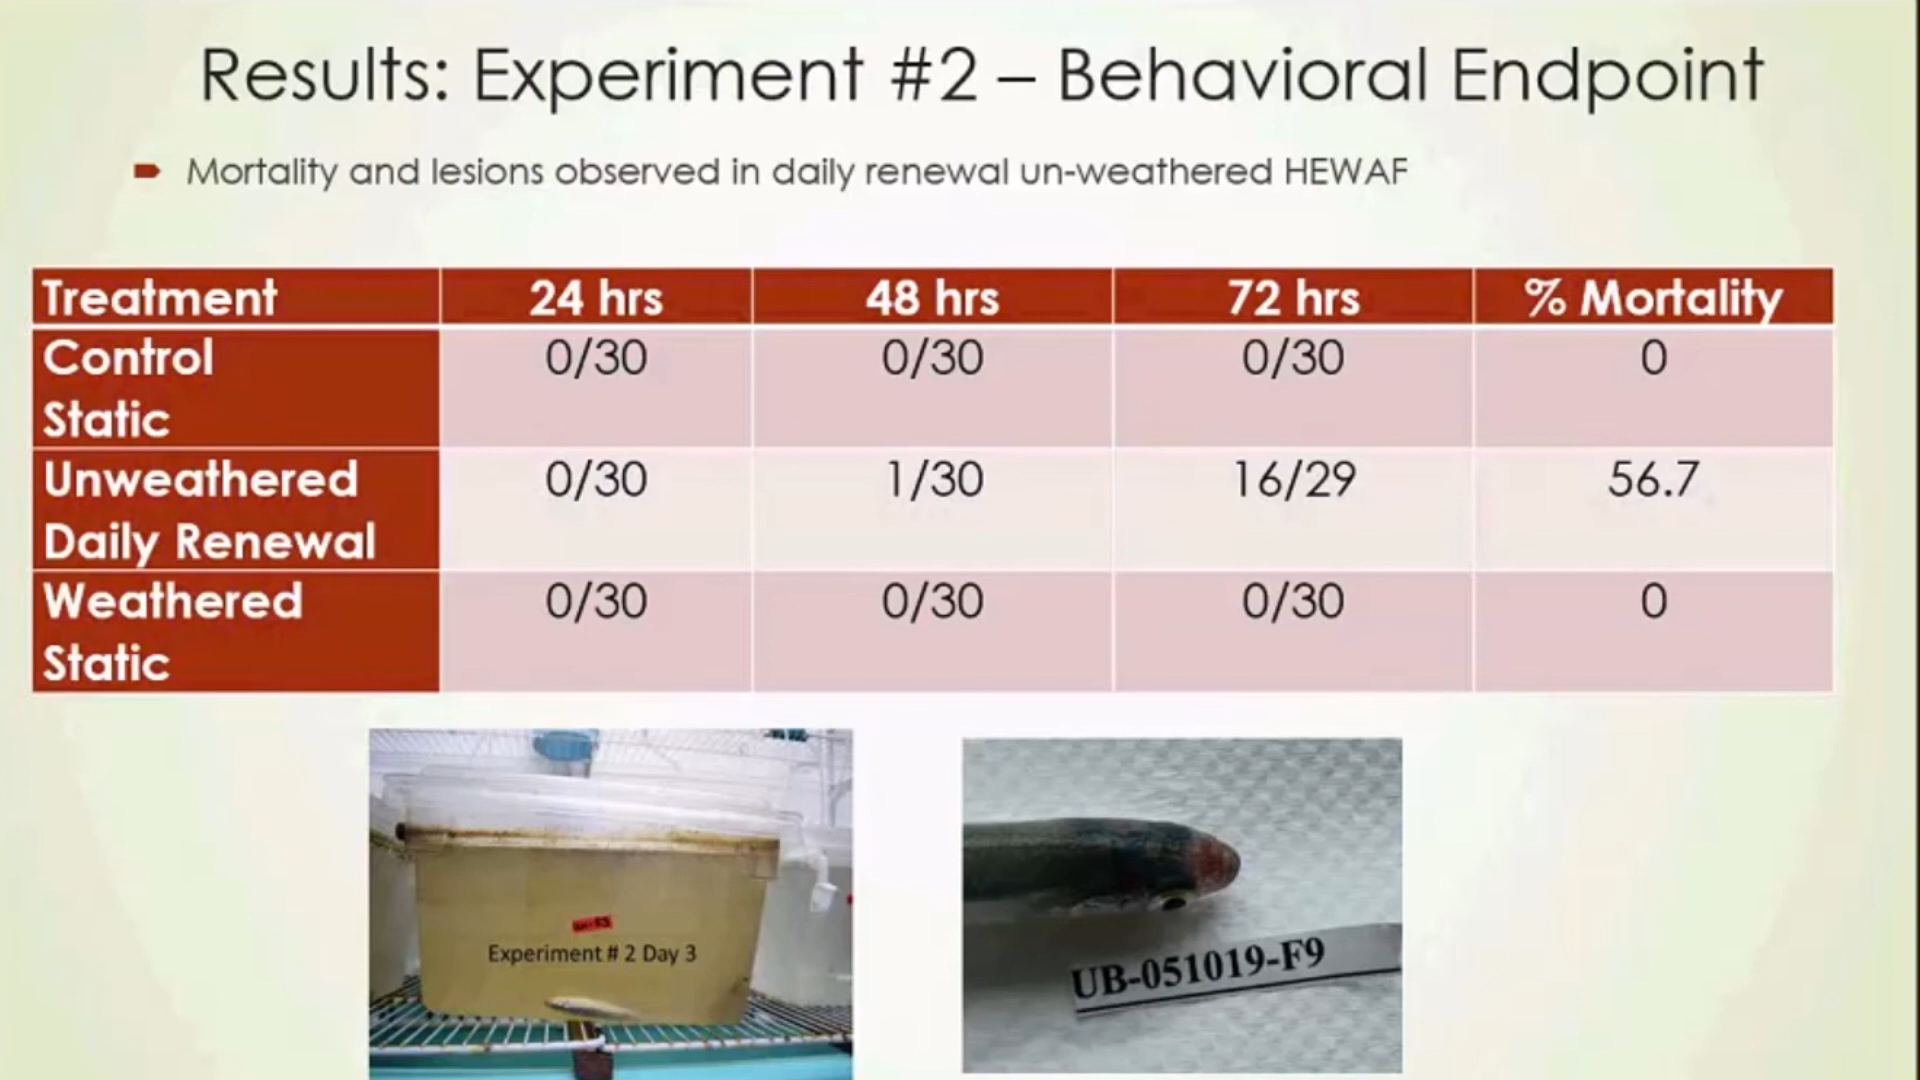 Results: Experiment #2 – Behavioral Endpoint
Mortality and lesions observed in daily renewal un-weathered HEWAF
Treatment 24 hrs 48 hrs 72 hrs % Mortality
Control 0/30 0/30 0/30 0
Static
Unweathered 0/30 1/30 16/29 56.7
Daily Renewal
Weathered 0/30 0/30 0/30 0
Static
Experiment # 2 Day 3
UB-051019-F9